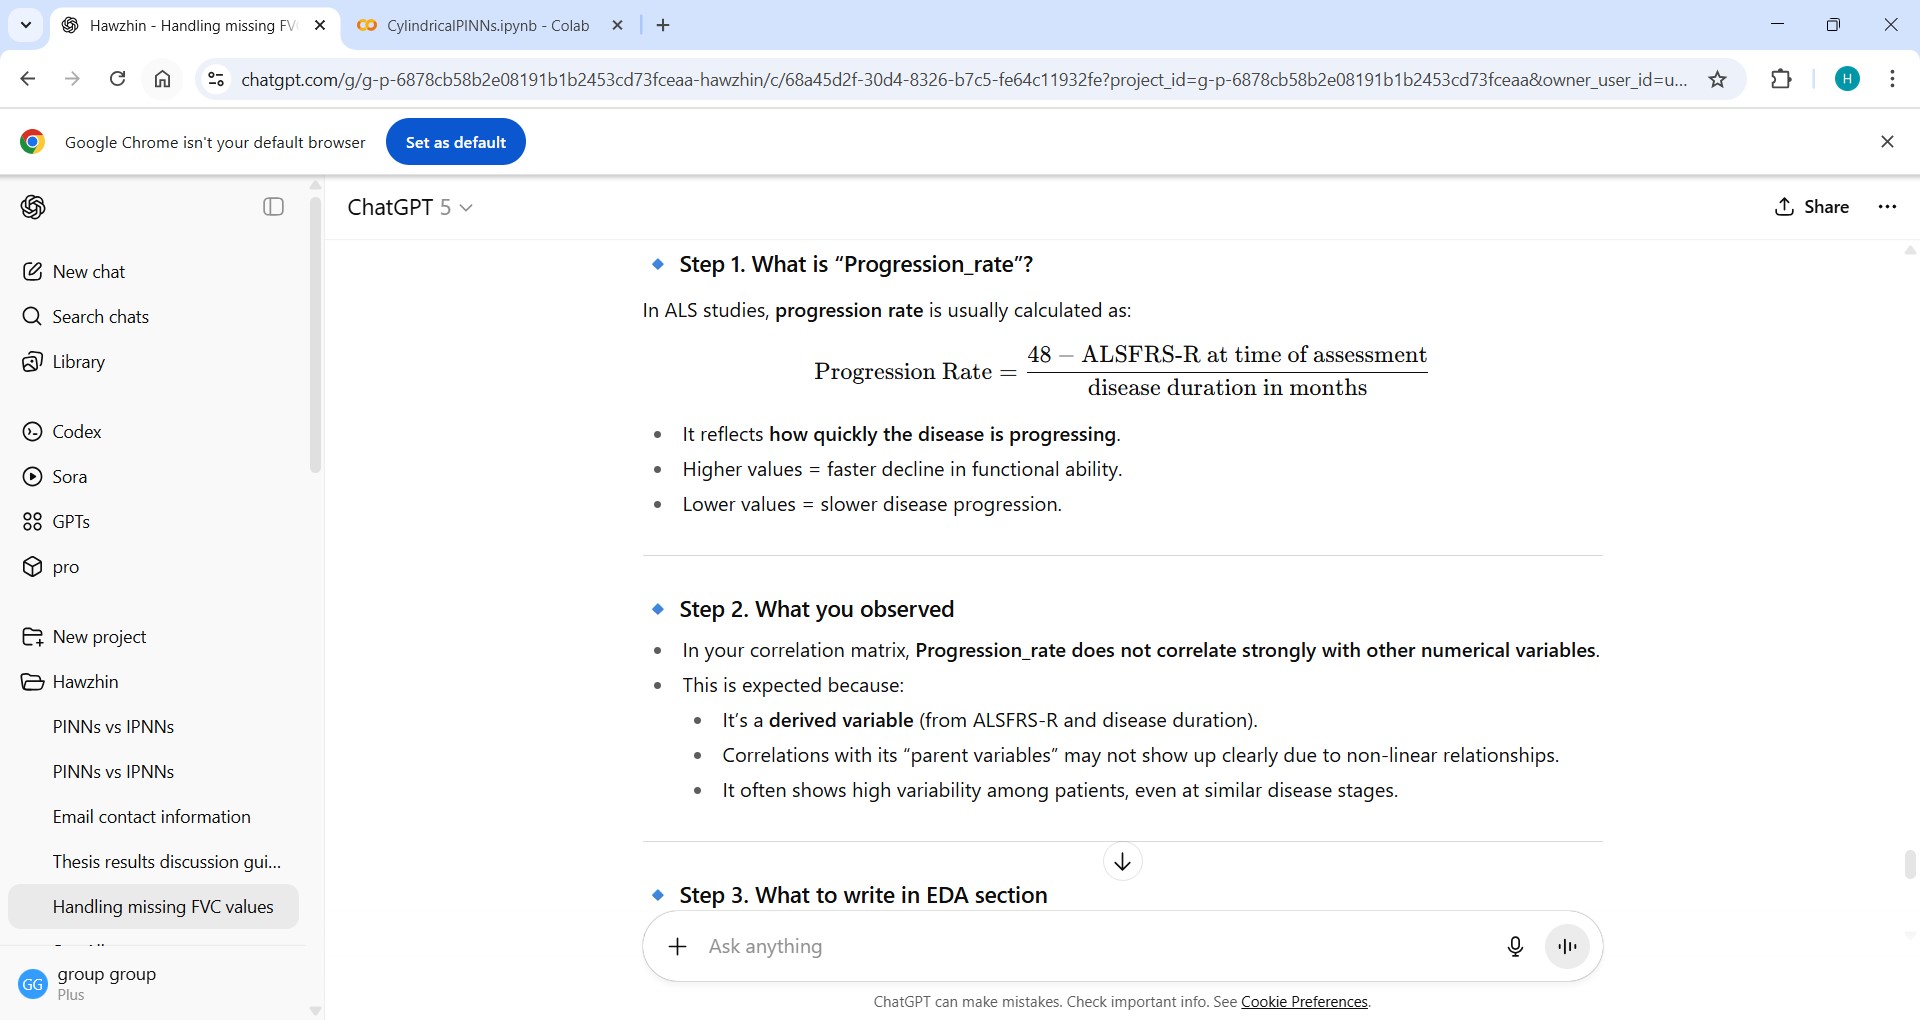 Hawzhin - Handling missing FV
CylindricalPINNs.ipynb - Colab
chatgpt.com/g/g-p-6878cb58b2e08191b1b2453cd73fceaa-hawzhin/c/68a45d2f-30d4-8326-b7c5-fe64c11932fe?project_id=g-p-6878cb58b2e08191b1b2453cd73fceaa&owner_user_id=u...
H
Google Chrome isn't your default browser
Set as default
ChatGPT 5
Share
New chat
Search chats
Library
Codex
Sora
GPTs
pro
New project
Hawzhin
PINNs vs IPNNs
PINNs vs IPNNs
Email contact information
Thesis results discussion gui...
Handling missing FVC values
GG
group group
Plus
Step 1. What is “Progression_rate”?
In ALS studies, progression rate is usually calculated as:
Progression Rate = 48 − ALSFRS-R at time of assessment
disease duration in months
• It reflects how quickly the disease is progressing.
• Higher values = faster decline in functional ability.
• Lower values = slower disease progression.
Step 2. What you observed
• In your correlation matrix, Progression_rate does not correlate strongly with other numerical variables.
• This is expected because:
• It’s a derived variable (from ALSFRS-R and disease duration).
• Correlations with its “parent variables” may not show up clearly due to non-linear relationships.
• It often shows high variability among patients, even at similar disease stages.
Step 3. What to write in EDA section
Ask anything
ChatGPT can make mistakes. Check important info. See Cookie Preferences.